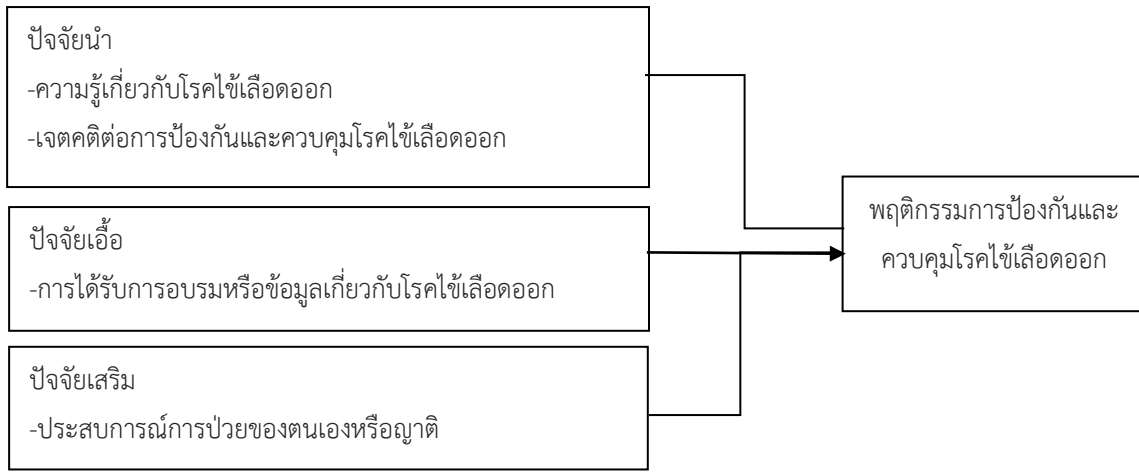 ปัจจัยนำ
-ความรู้เกี่ยวกับโรคไข้เลือดออก
-เจตคติต่อการป้องกันและควบคุมโรคไข้เลือดออก
ปัจจัยเอื้อ
-การได้รับการอบรมหรือข้อมูลเกี่ยวกับโรคไข้เลือดออก
ปัจจัยเสริม
-ประสบการณ์การป่วยของตนเองหรือญาติ
พฤติกรรมการป้องกันและ
ควบคุมโรคไข้เลือดออก